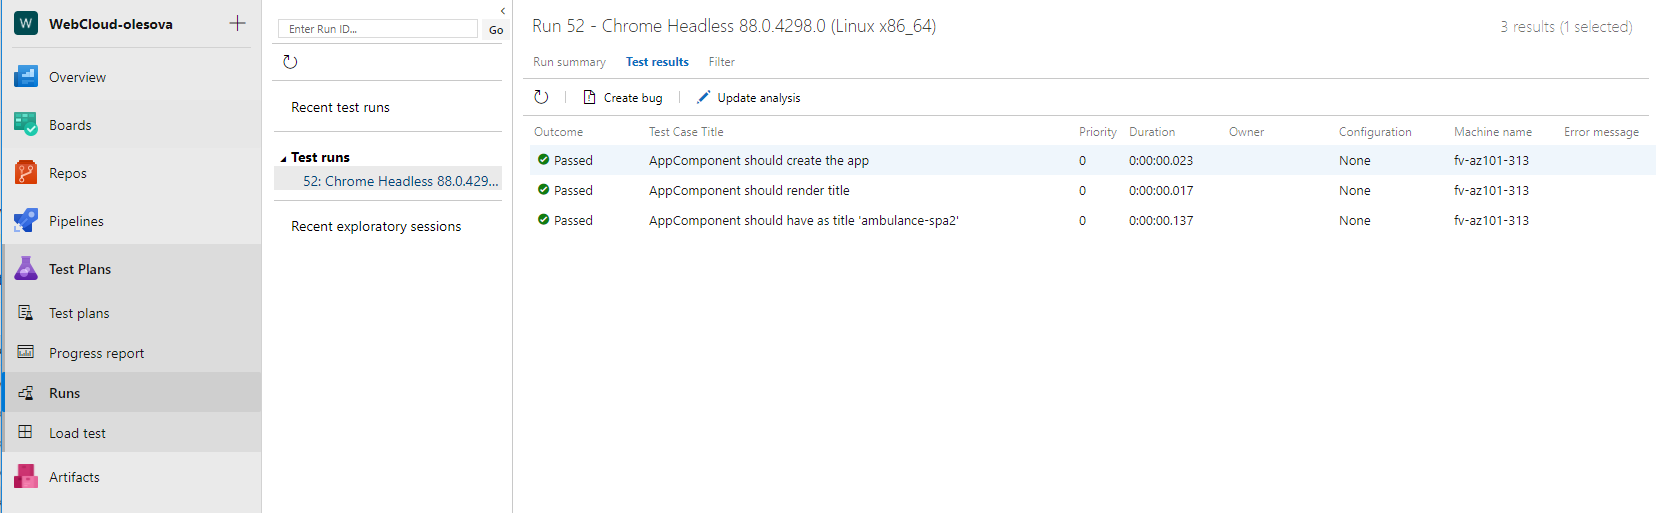 W WebCloud-olesova
Overview
Boards
Repos
Pipelines
Test Plans
Test plans
Progress report
Runs
Load test
Artifacts
Enter Run ID...
Go
Recent test runs
Test runs
52: Chrome Headless 88.0.429...
Recent exploratory sessions
Run 52 - Chrome Headless 88.0.4298.0 (Linux x86_64)
3 results (1 selected)
Run summary Test results Filter
Create bug Update analysis
Outcome Test Case Title Priority Duration Owner Configuration Machine name Error message
Passed AppComponent should create the app 0 0:00:00.023 None fv-az101-313
Passed AppComponent should render title 0 0:00:00.017 None fv-az101-313
Passed AppComponent should have as title 'ambulance-spa2' 0 0:00:00.137 None fv-az101-313